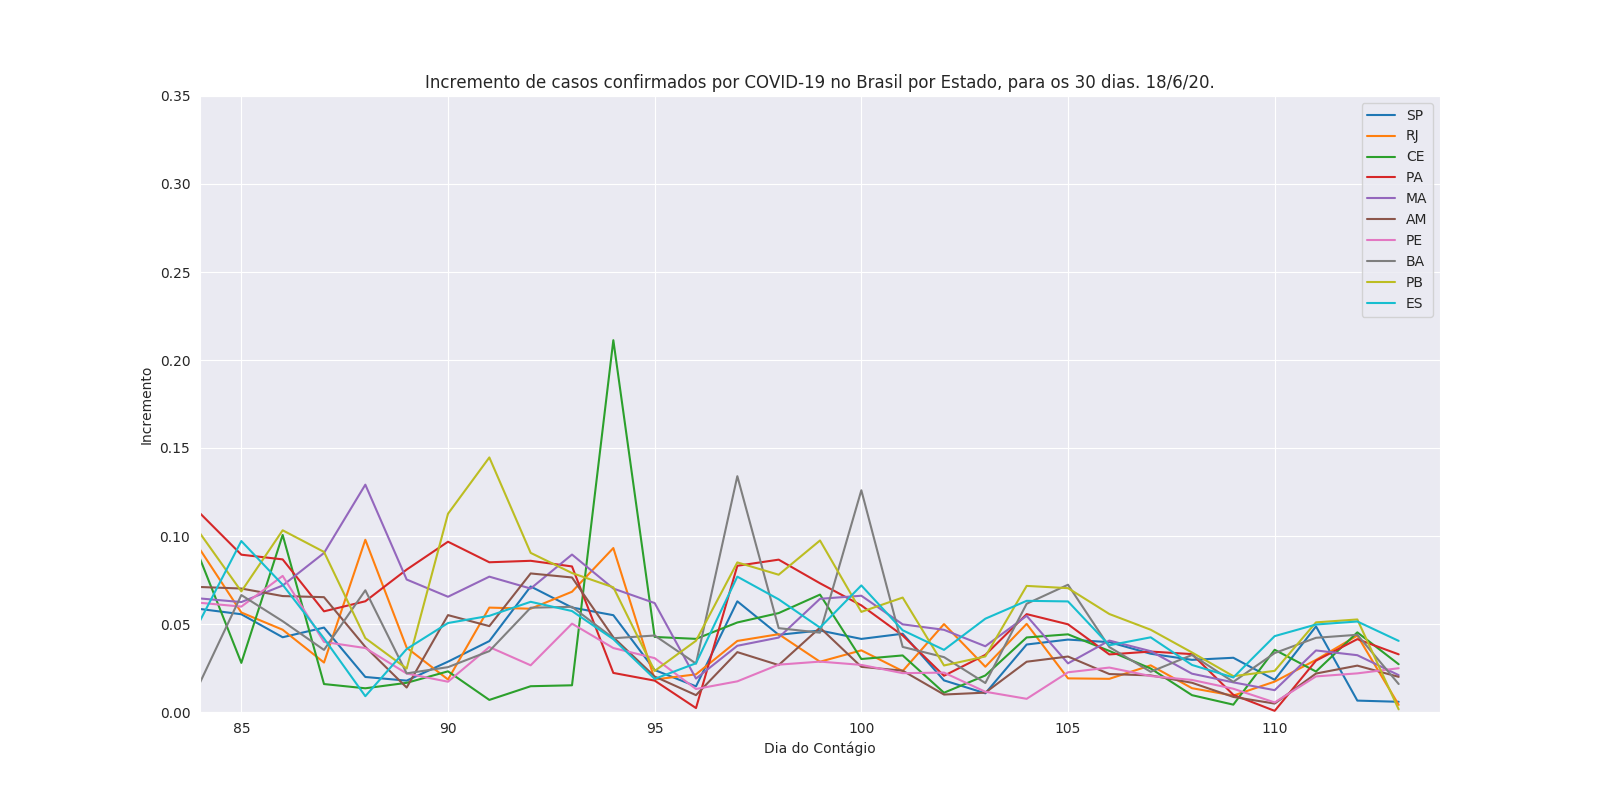 Incremento de casos confirmados por COVID-19 no Brasil por Estado, para os 30 dias. 18/6/20.
0.35
0.30
0.25
0.20
0.15
0.10
0.05
0.00
Incremento
SP
RJ
CE
PA
MA
AM
PE
BA
PB
ES
85 90 95 100 105 110
Dia do Contágio